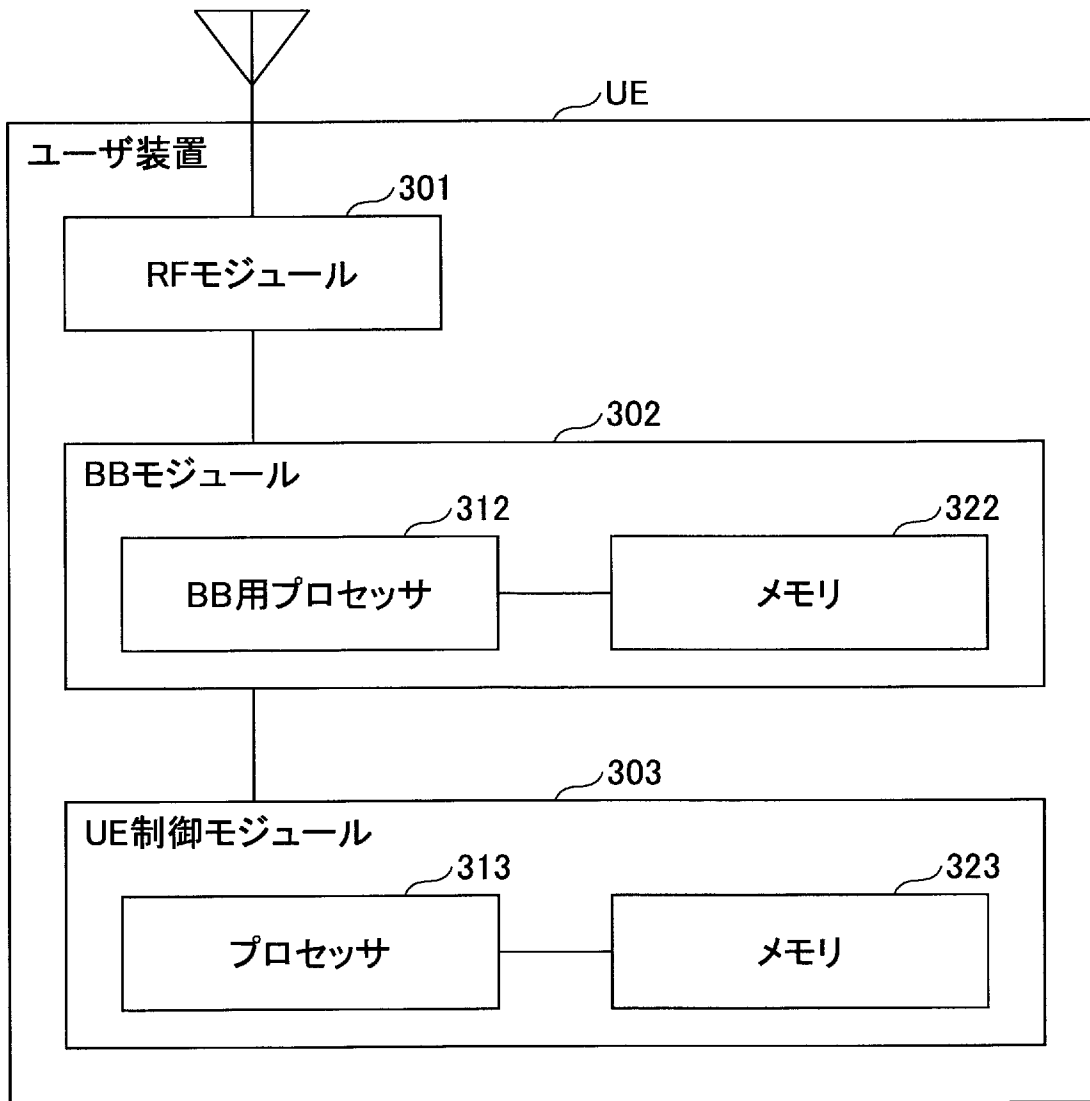 UE
ユーザ装置
301
RFモジュール
302
BBモジュール
312
322
BB用プロセッサ
メモリ
303
UE制御モジュール
313
323
プロセッサ
メモリ